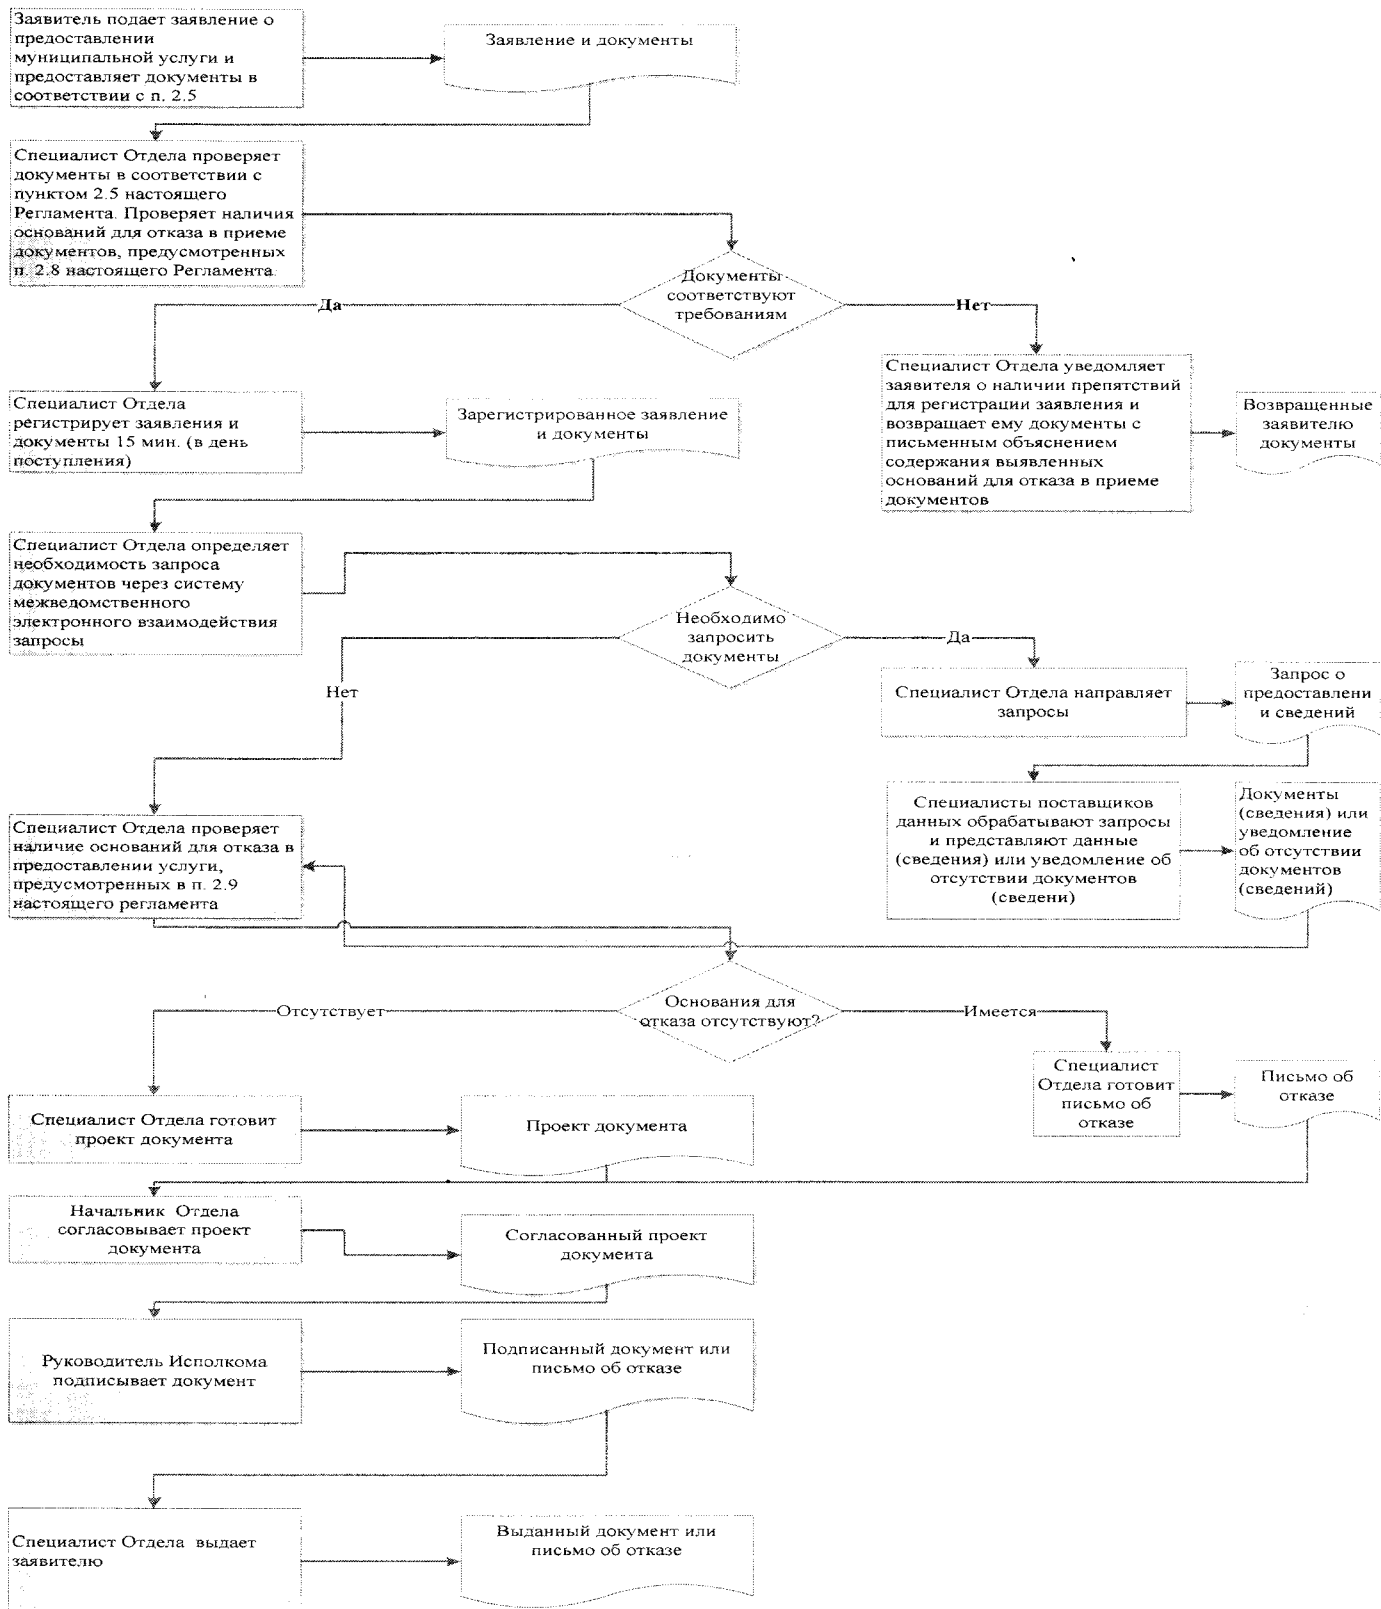 Заявитель подает заявление о
предоставлении
муниципальной услуги и
предоставляет документы в
соответствии с п. 2.5
Заявление и документы
Специалист Отдела проверяет
документы в соответствии с
пунктом 2.5 настоящего
Регламента. Проверяет наличия
оснований для отказа в приеме
документов, предусмотренных
п. 2.8 настоящего Регламента
Документы
соответствуют
требованиям
Да
Нет
Специалист Отдела
регистрирует заявления и
документы 15 мин. (в день
поступления)
Зарегистрированное заявление
и документы
Специалист Отдела уведомляет
заявителя о наличии препятствий
для регистрации заявления и
возвращает ему документы с
письменным объяснением
содержания выявленных
оснований для отказа в приеме
документов
Возвращенные
заявителю
документы
Специалист Отдела определяет
необходимость запроса
документов через систему
межведомственного
электронного взаимодействия
запросы
Необходимо
запросить
документы
Да
Нет
Специалист Отдела направляет
запросы
Запрос о
предоставлени
и сведений
Специалисты поставщиков
данных обрабатывают запросы
и представляют данные
(сведения) или уведомление об
отсутствии документов
(сведени)
Документы
(сведения) или
уведомление
об отсутствии
документов
(сведений)
Специалист Отдела проверяет
наличие оснований для отказа в
предоставлении услуги,
предусмотренных в п. 2.9
настоящего регламента
Основания для
отказа отсутствуют?
Отсутствует
Имеется
Специалист
Отдела готовит
письмо об
отказе
Письмо об
отказе
Специалист Отдела готовит
проект документа
Проект документа
Начальник Отдела
согласовывает проект
документа
Согласованный проект
документа
Руководитель Исполкома
подписывает документ
Подписанный документ или
письмо об отказе
Специалист Отдела выдает
заявителю
Выданный документ или
письмо об отказе